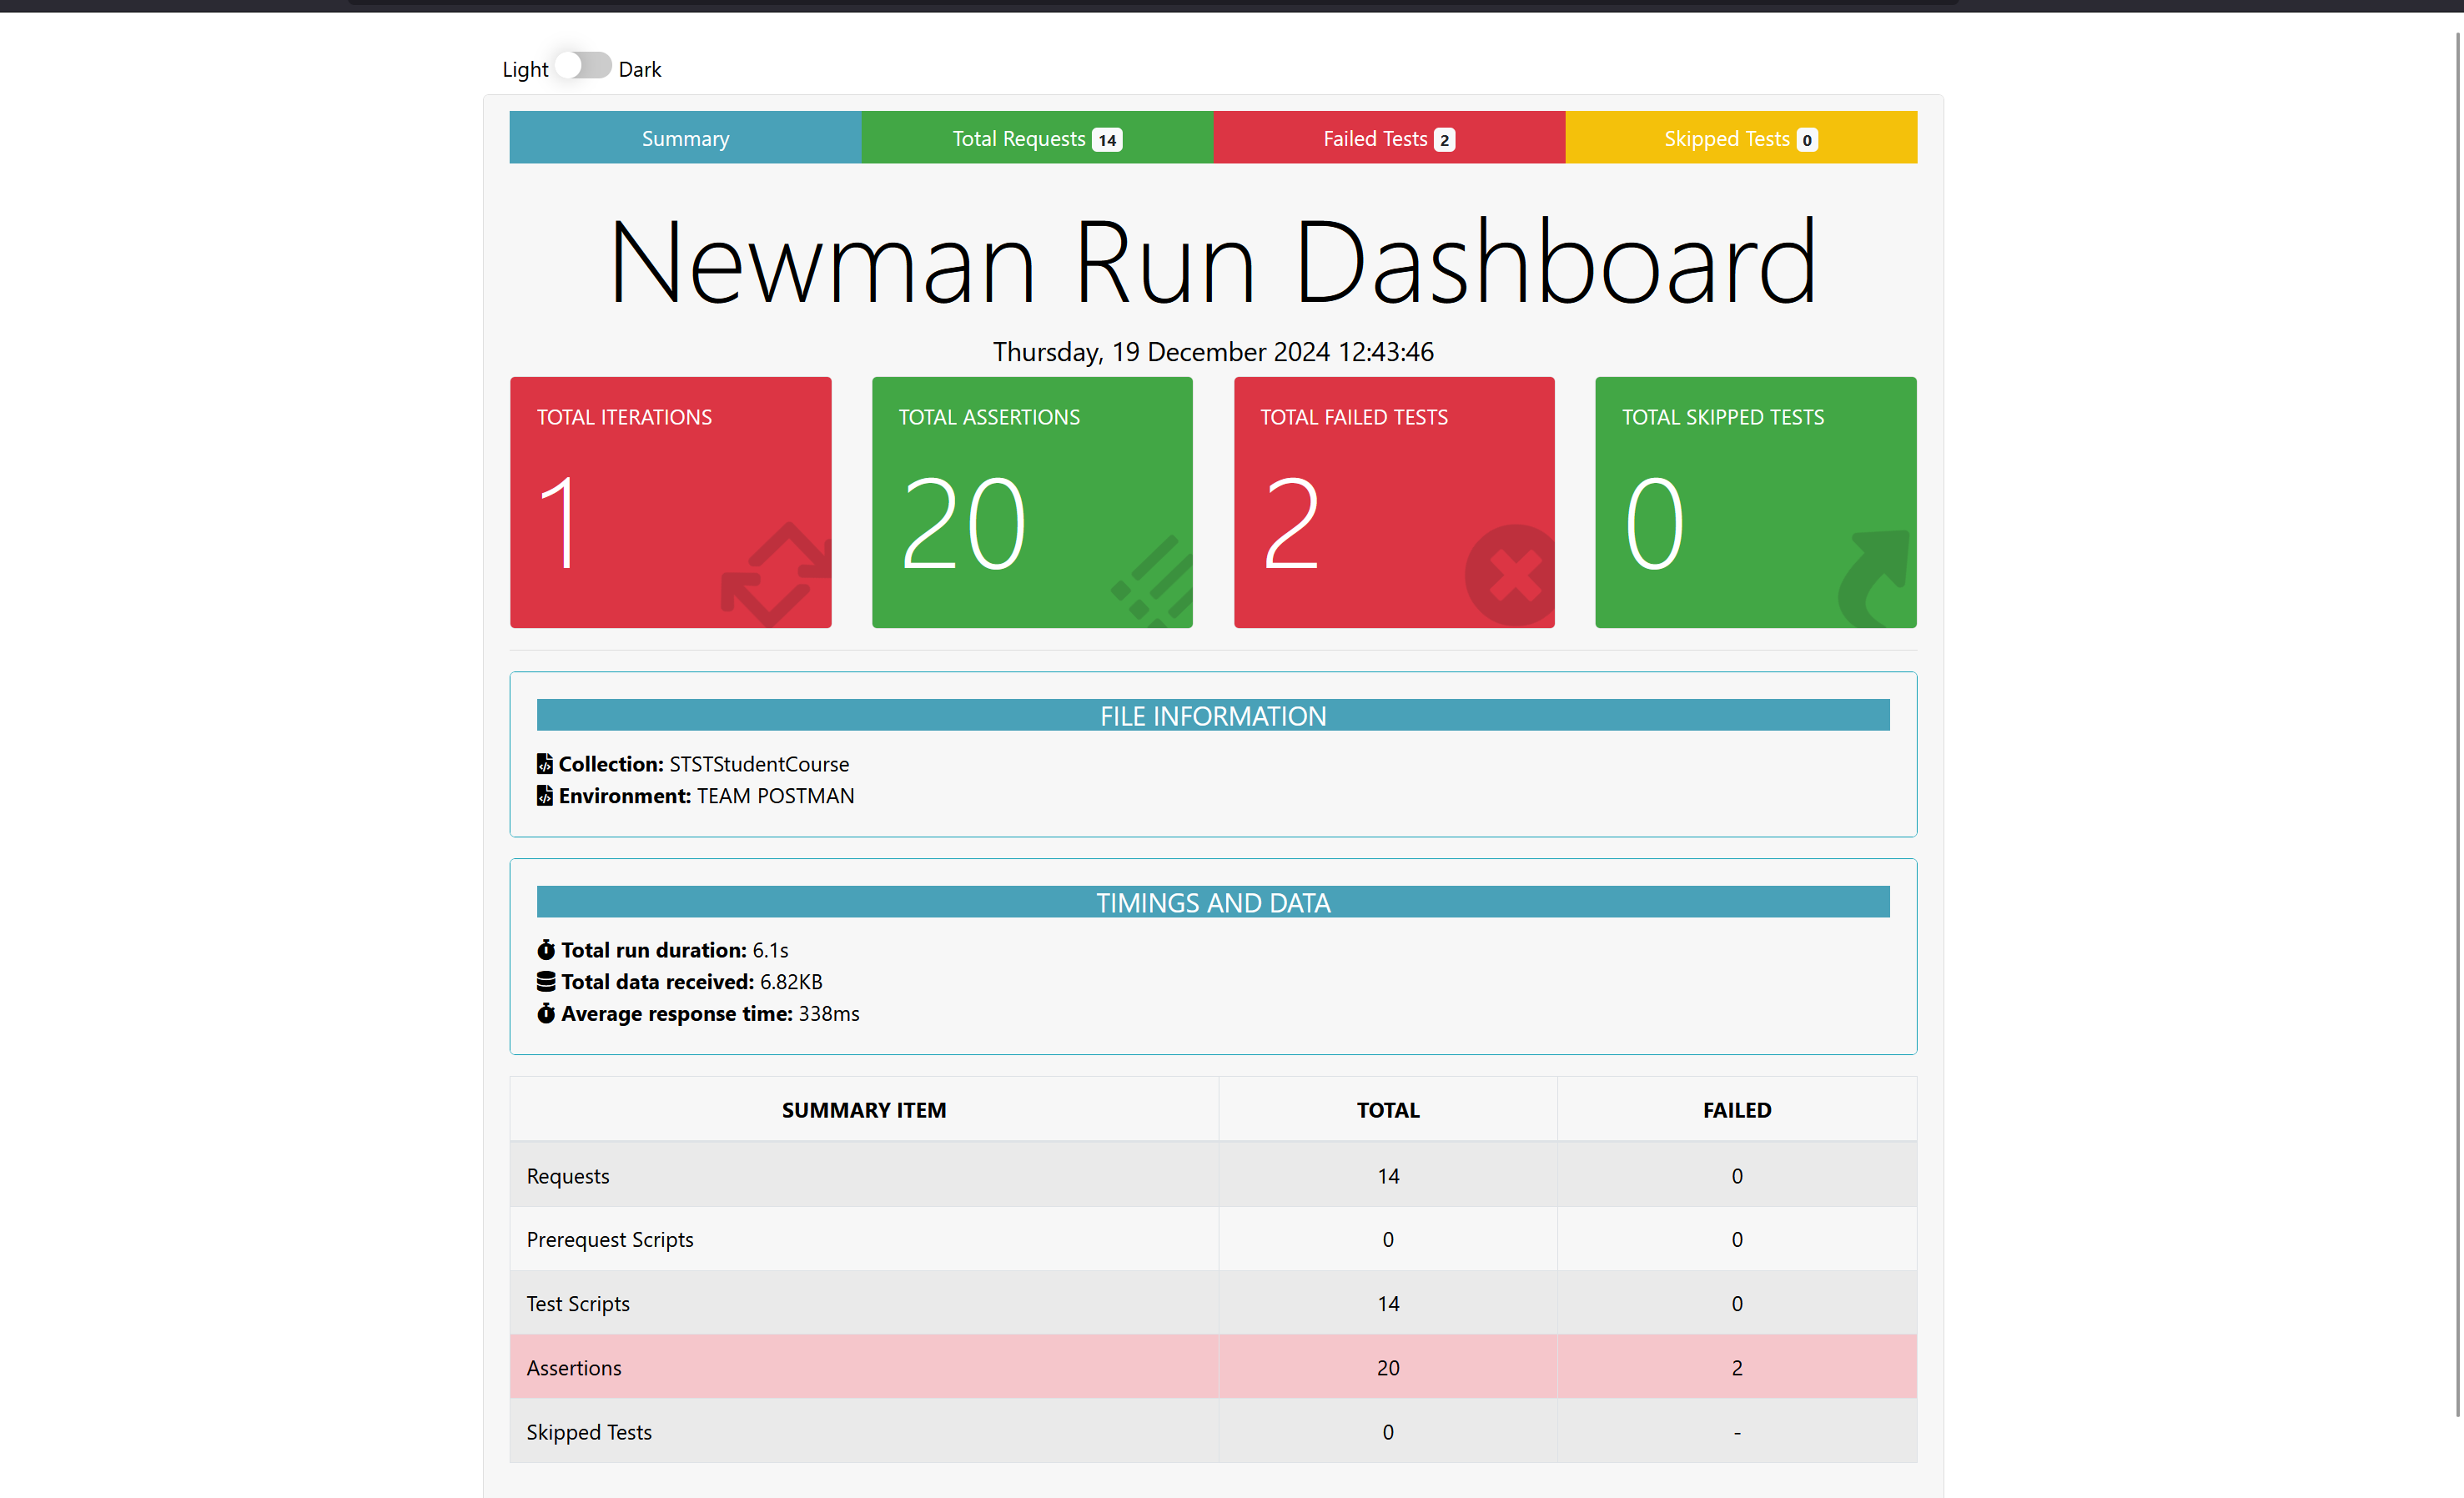 Light Dark
Summary Total Requests 14 Failed Tests 2 Skipped Tests 0
Newman Run Dashboard
Thursday, 19 December 2024 12:43:46
TOTAL ITERATIONS TOTAL ASSERTIONS TOTAL FAILED TESTS TOTAL SKIPPED TESTS
1 20 2 0
FILE INFORMATION
Collection: STSTStudentCourse
Environment: TEAM POSTMAN
TIMINGS AND DATA
Total run duration: 6.1s
Total data received: 6.82KB
Average response time: 338ms
SUMMARY ITEM TOTAL FAILED
Requests 14 0
Prerequest Scripts 0 0
Test Scripts 14 0
Assertions 20 2
Skipped Tests 0 -